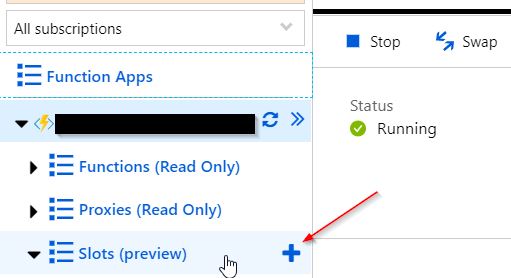 All subscriptions
Stop
Swap
Function Apps
Status
Running
Functions (Read Only)
Proxies (Read Only)
Slots (preview)